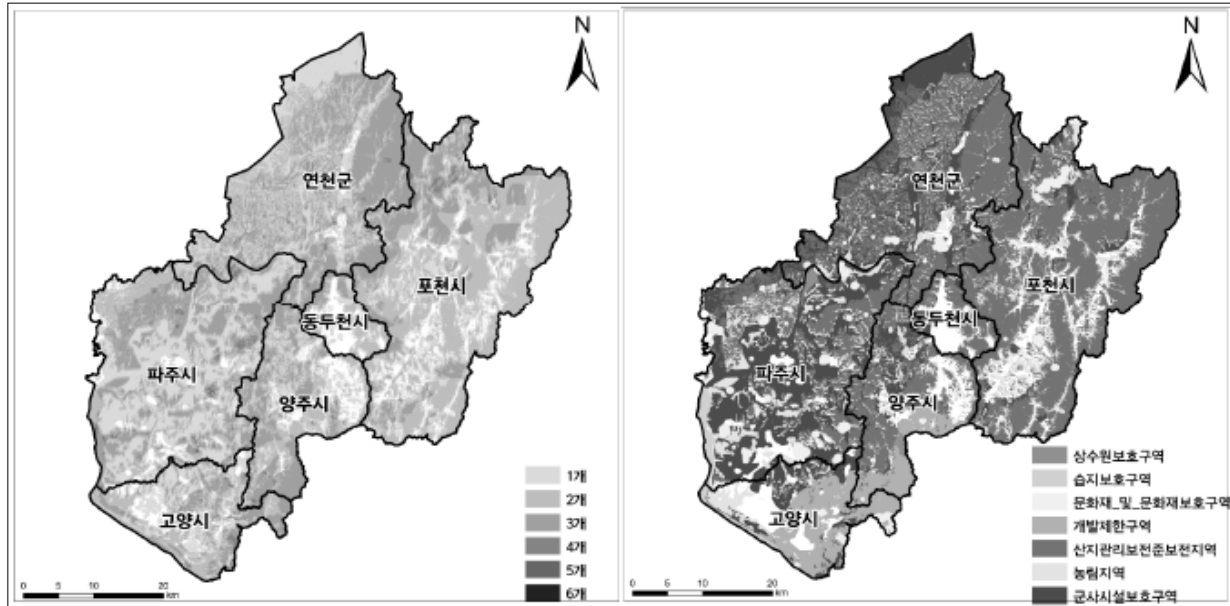 N
연천군
포천시
동두천시
파주시
양주시
고양시
1개
2개
3개
4개
5개
6개
0 5 10 20
km
N
연천군
포천시
동두천시
파주시
양주시
고양시
상수원보호구역
습지보호구역
문화재_및_문화재보호구역
개발제한구역
산지관리보전준보전지역
농림지역
군사시설보호구역
0 5 10 20
km